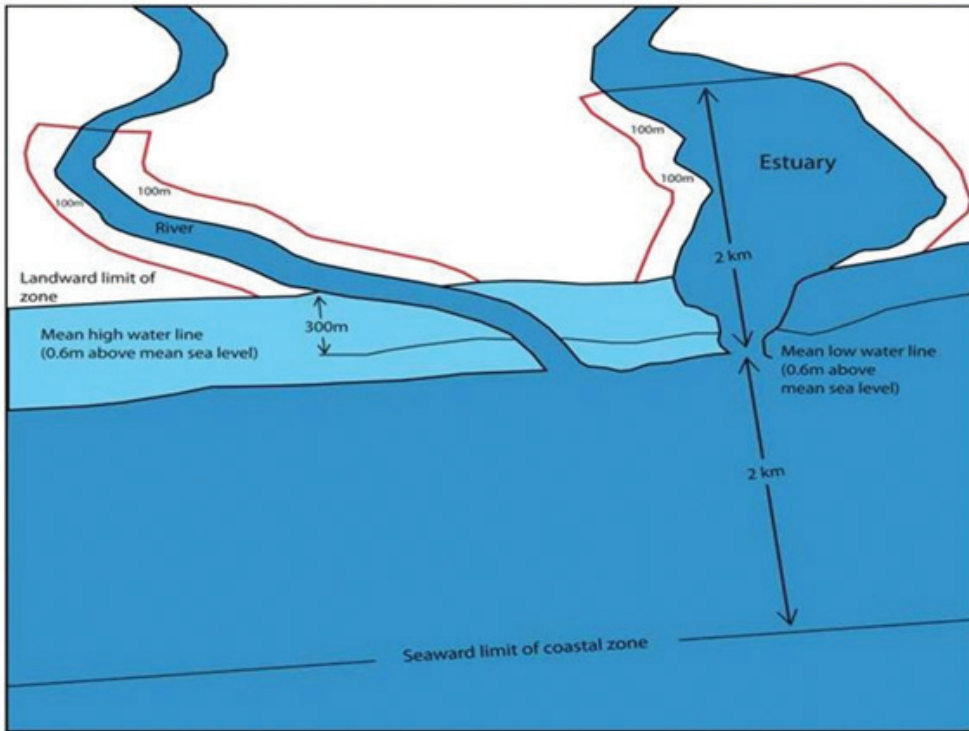 100m
Estuary
100m
100m
100m
River
2 km
Landward limit of
zone
300m
Mean high water line
(0.6m above mean sea level)
Mean low water line
(0.6m above
mean sea level)
2 km
Seaward limit of coastal zone